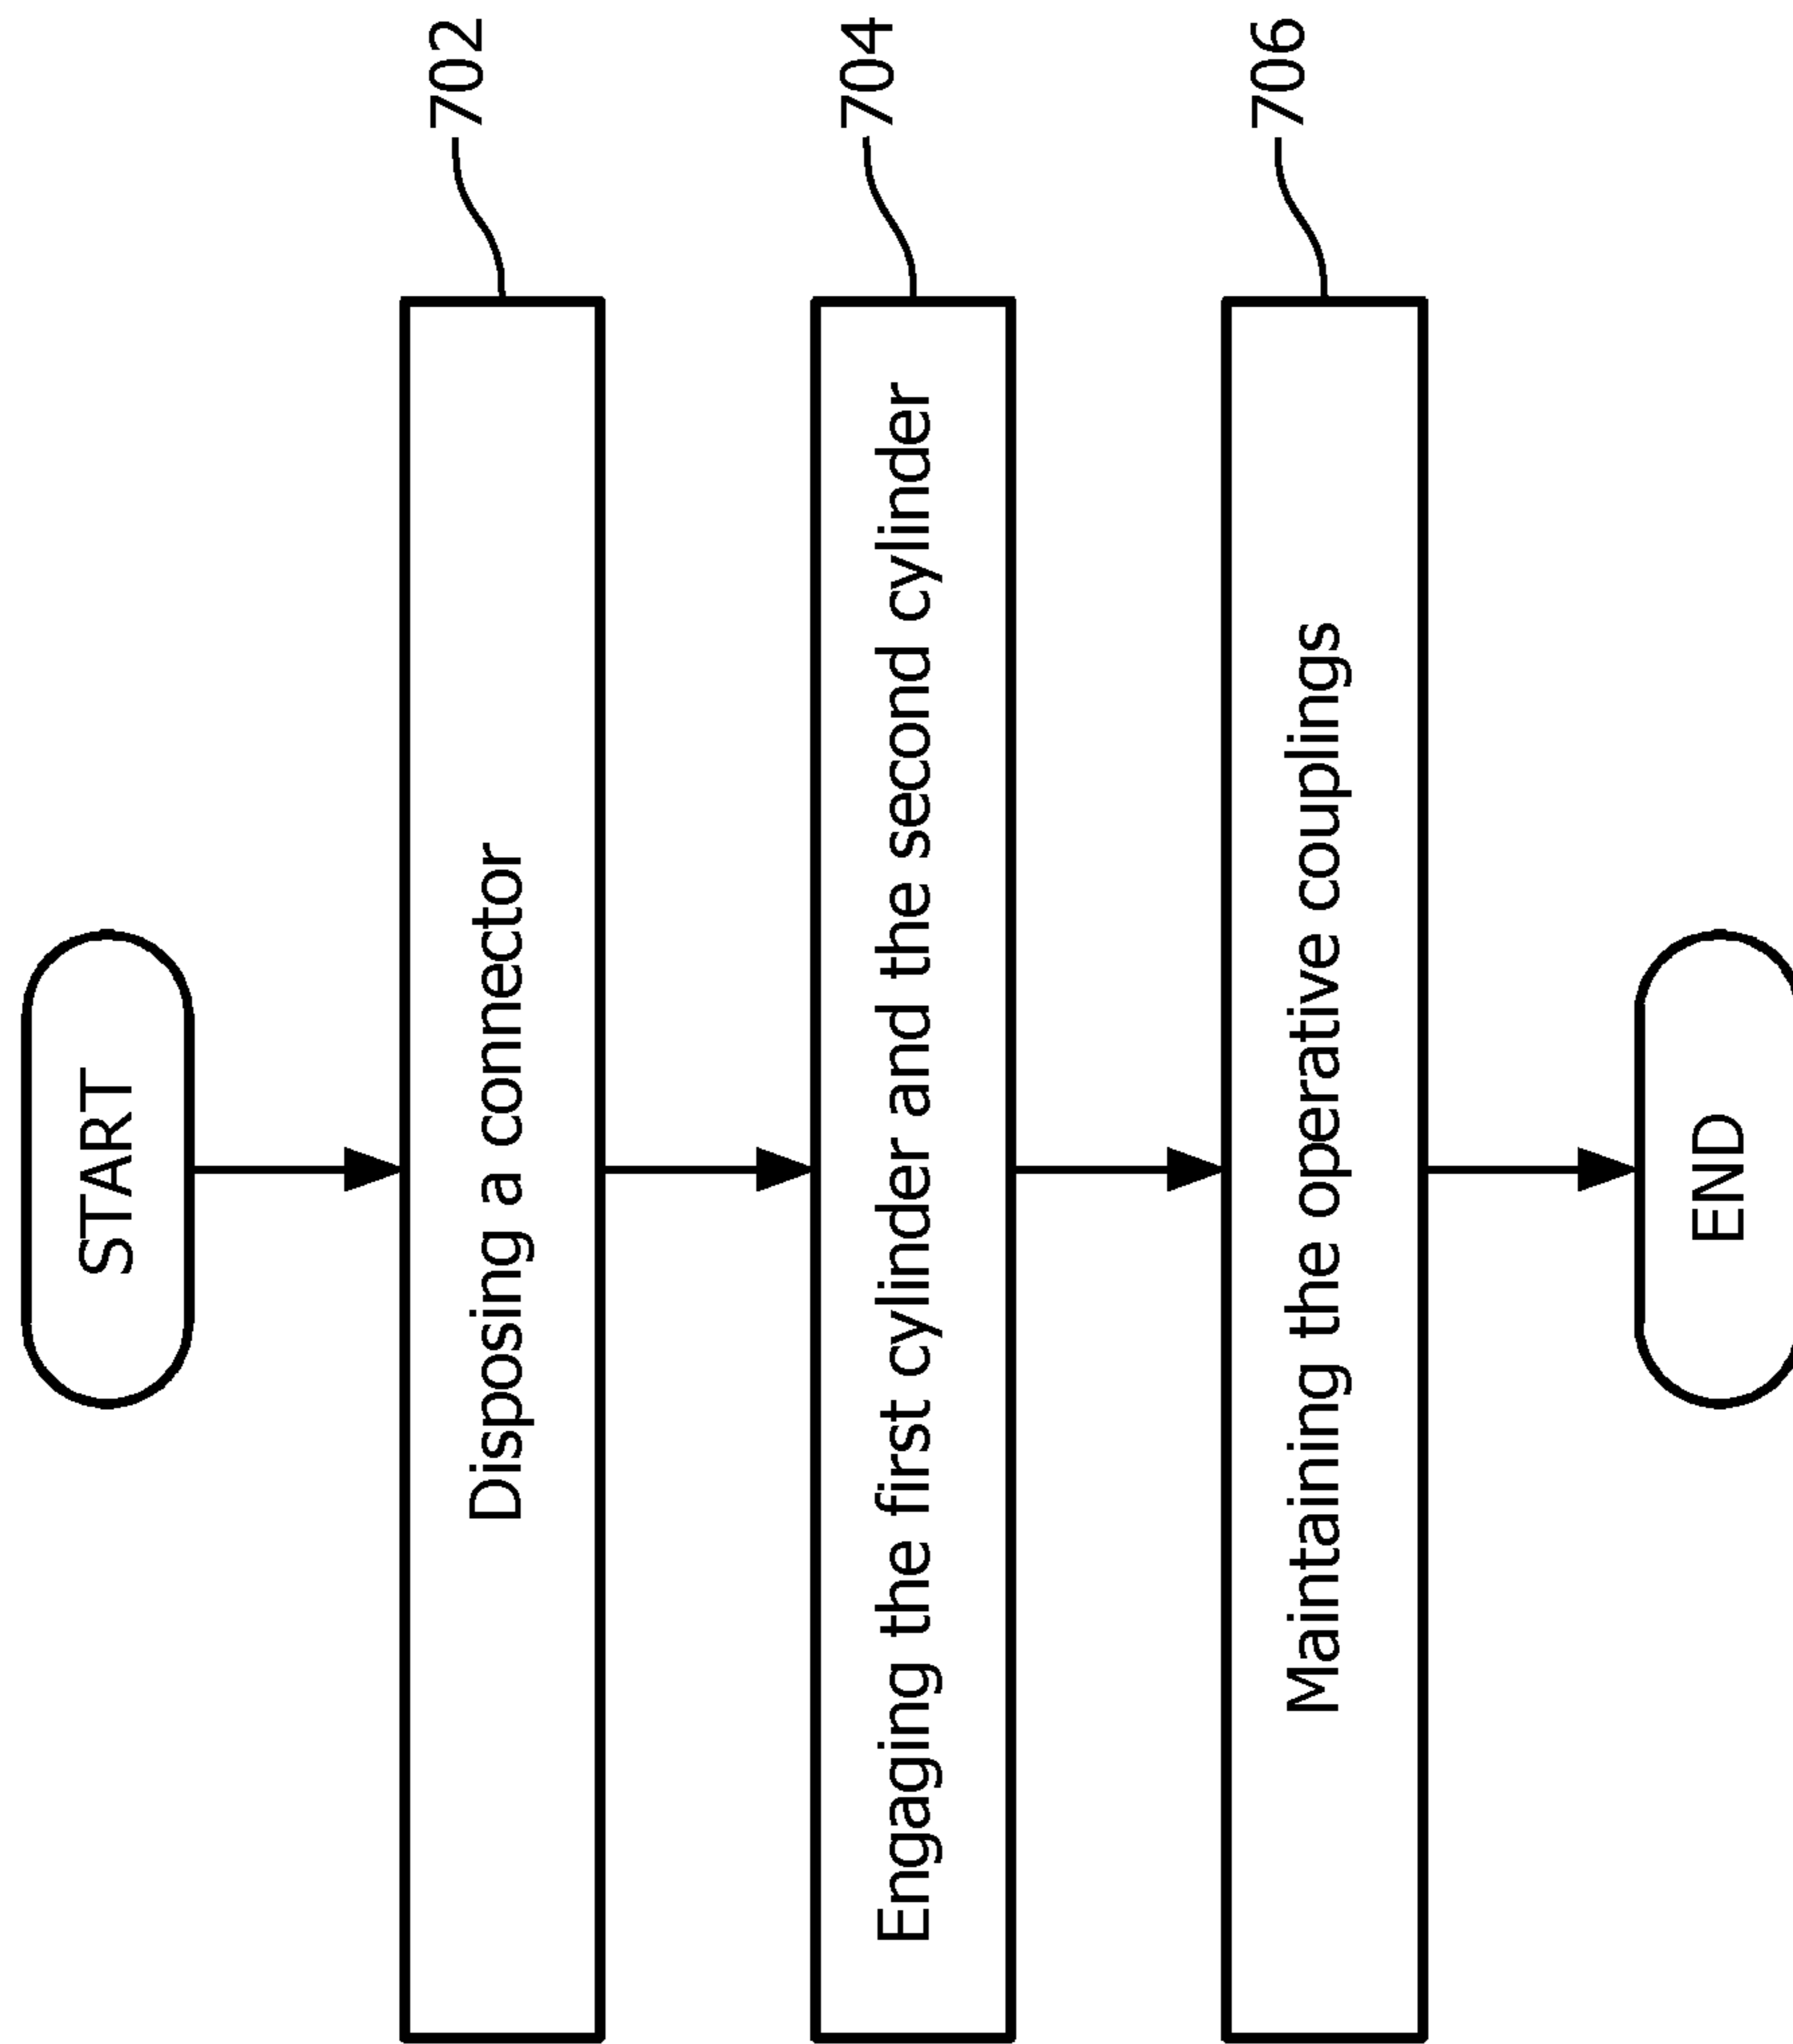 START
702
Disposing a connector
704
Engaging the first cylinder and the second cylinder
706
Maintaining the operative couplings
END